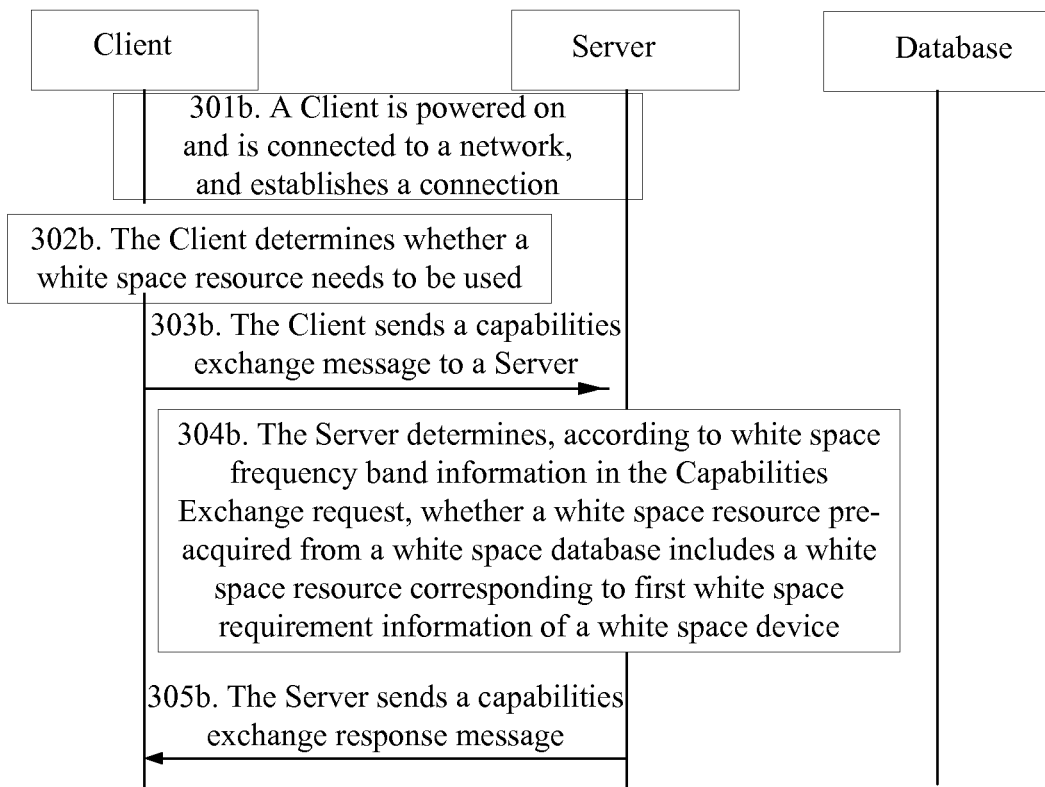 Client
Server
Database
301b. A Client is powered on
and is connected to a network,
and establishes a connection
302b. The Client determines whether a
white space resource needs to be used
303b. The Client sends a capabilities
exchange message to a Server
304b. The Server determines, according to white space
frequency band information in the Capabilities
Exchange request, whether a white space resource pre-
acquired from a white space database includes a white
space resource corresponding to first white space
requirement information of a white space device
305b. The Server sends a capabilities
exchange response message